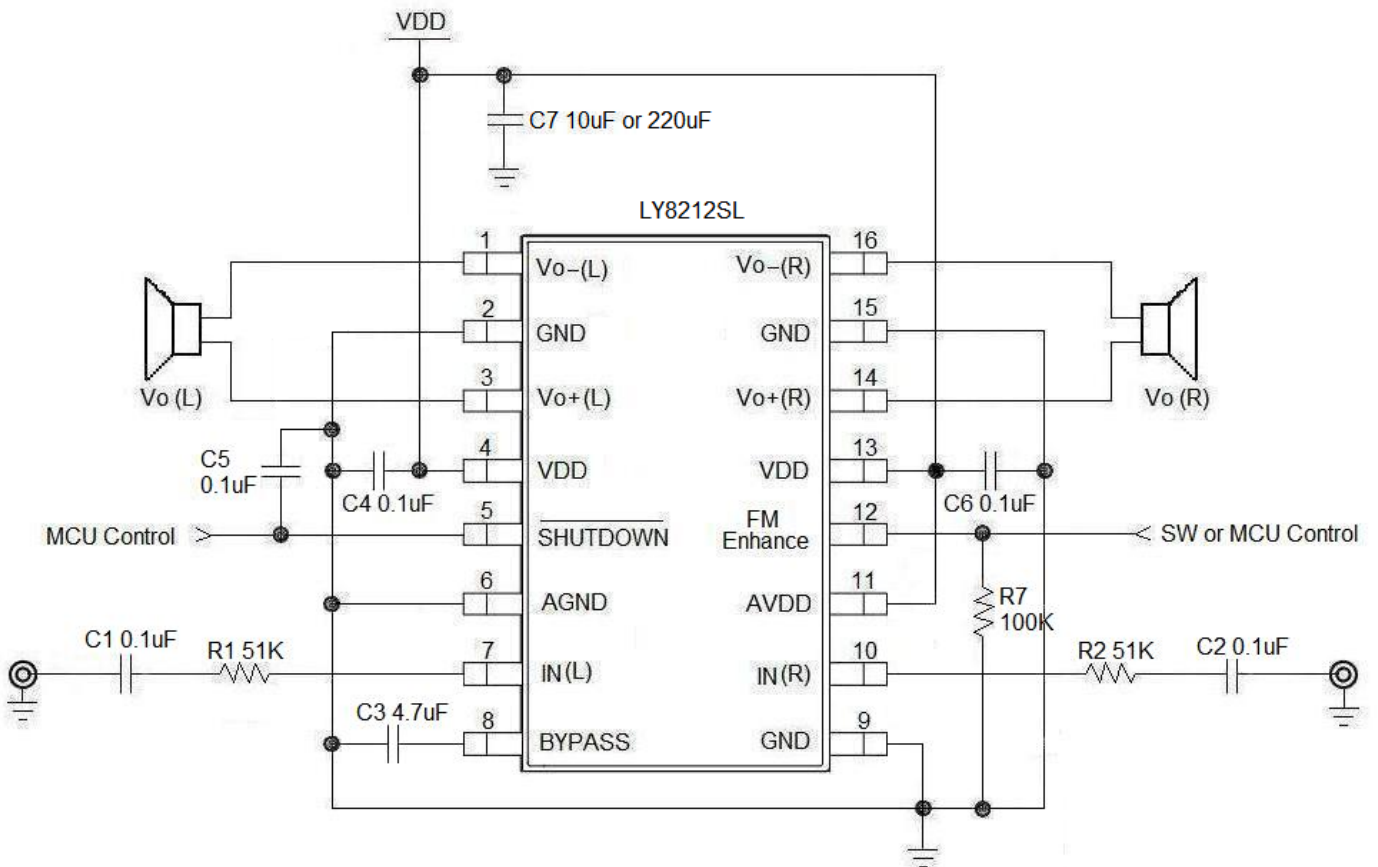 VDD
C7 10uF or 220uF
LY8212SL
1
Vo−(L)
16
Vo−(R)
2
GND
15
GND
3
Vo+(L)
14
Vo+(R)
Vo (L)
Vo (R)
4
VDD
13
VDD
C5
0.1uF
C4 0.1uF
C6 0.1uF
5
SHUTDOWN
12
FM
Enhance
MCU Control
SW or MCU Control
6
AGND
11
AVDD
R7
100K
C1 0.1uF
R1 51K
7
IN(L)
10
IN(R)
R2 51K
C2 0.1uF
C3 4.7uF
8
BYPASS
9
GND